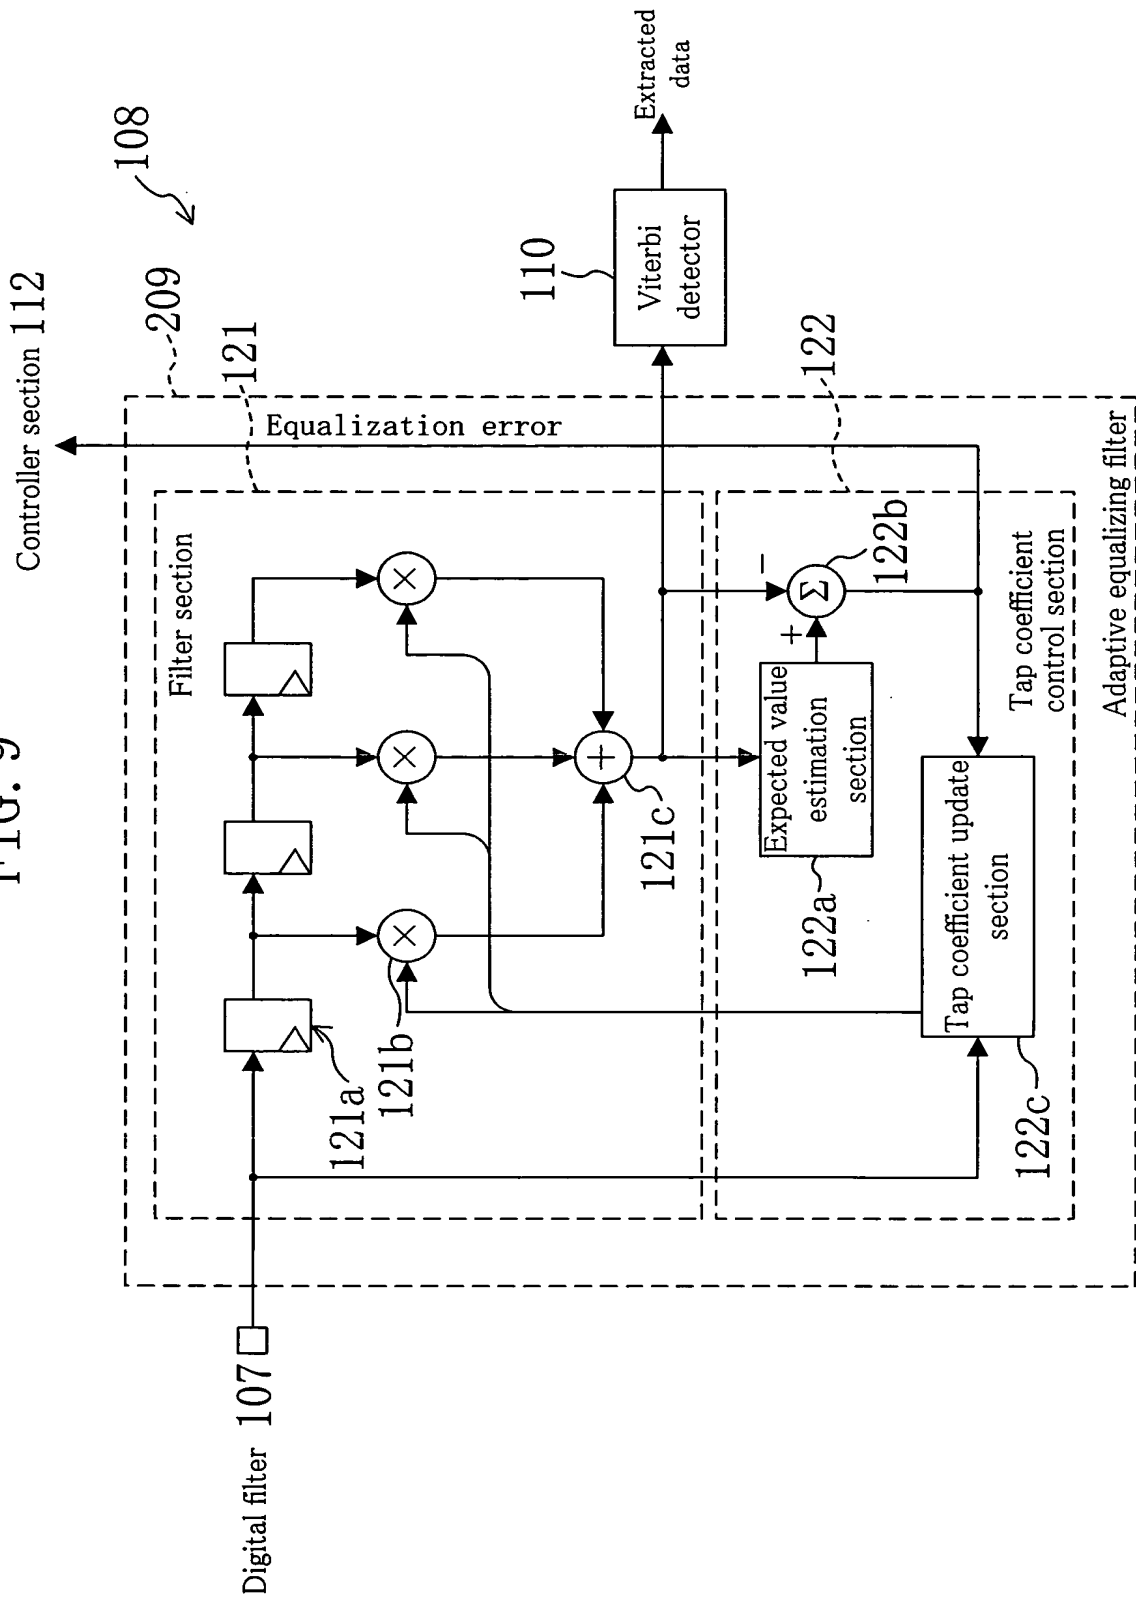 FIG. 9
108
Controller section 112
209
121
Equalization error
Filter section
121a
121b
121c
Digital filter 107
110
Viterbi
detector
Extracted
data
122
122b
Σ
+
−
×
×
×
+
Expected value
estimation
section
122a
Tap coefficient update
section
122c
Tap coefficient
control section
Adaptive equalizing filter